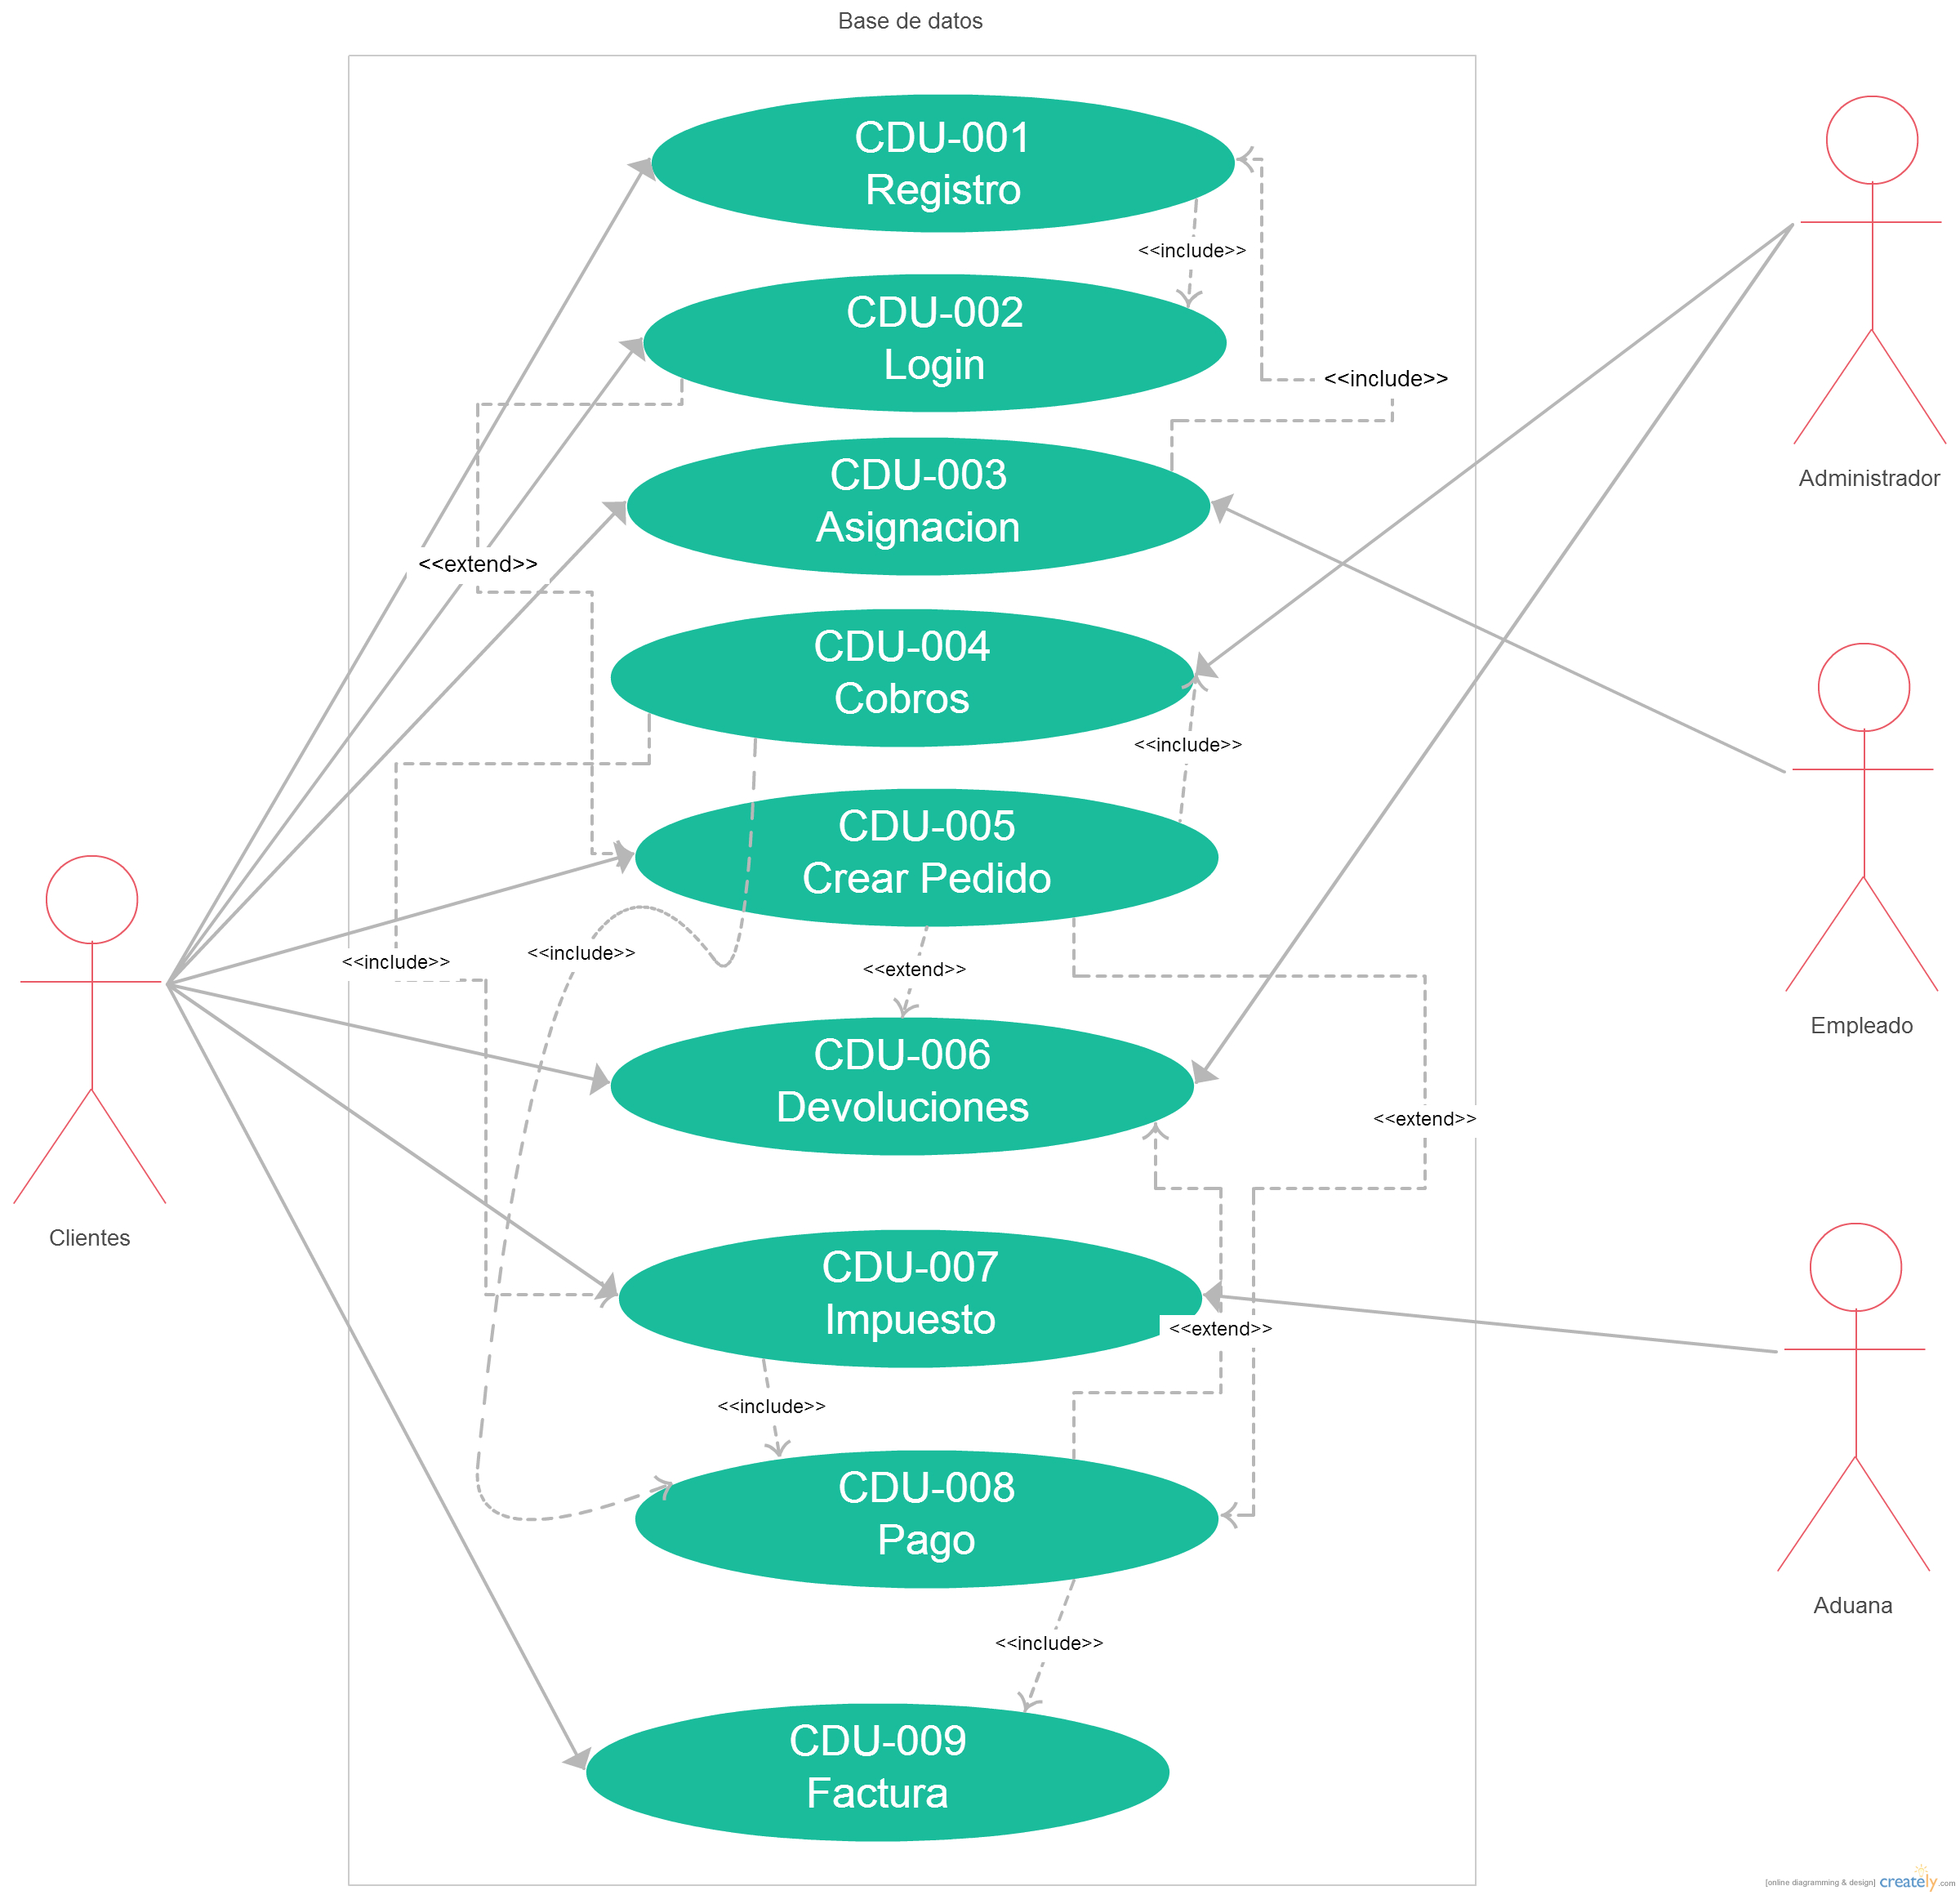 Base de datos
CDU-001
Registro
<<include>>
CDU-002
Login
<<include>>
CDU-003
Asignacion
Administrador
<<extend>>
CDU-004
Cobros
<<include>>
CDU-005
Crear Pedido
<<include>>
<<include>>
<<extend>>
Empleado
CDU-006
Devoluciones
<<extend>>
Clientes
CDU-007
Impuesto
<<extend>>
<<include>>
CDU-008
Pago
Aduana
<<include>>
CDU-009
Factura
[online diagramming & design] creately.com